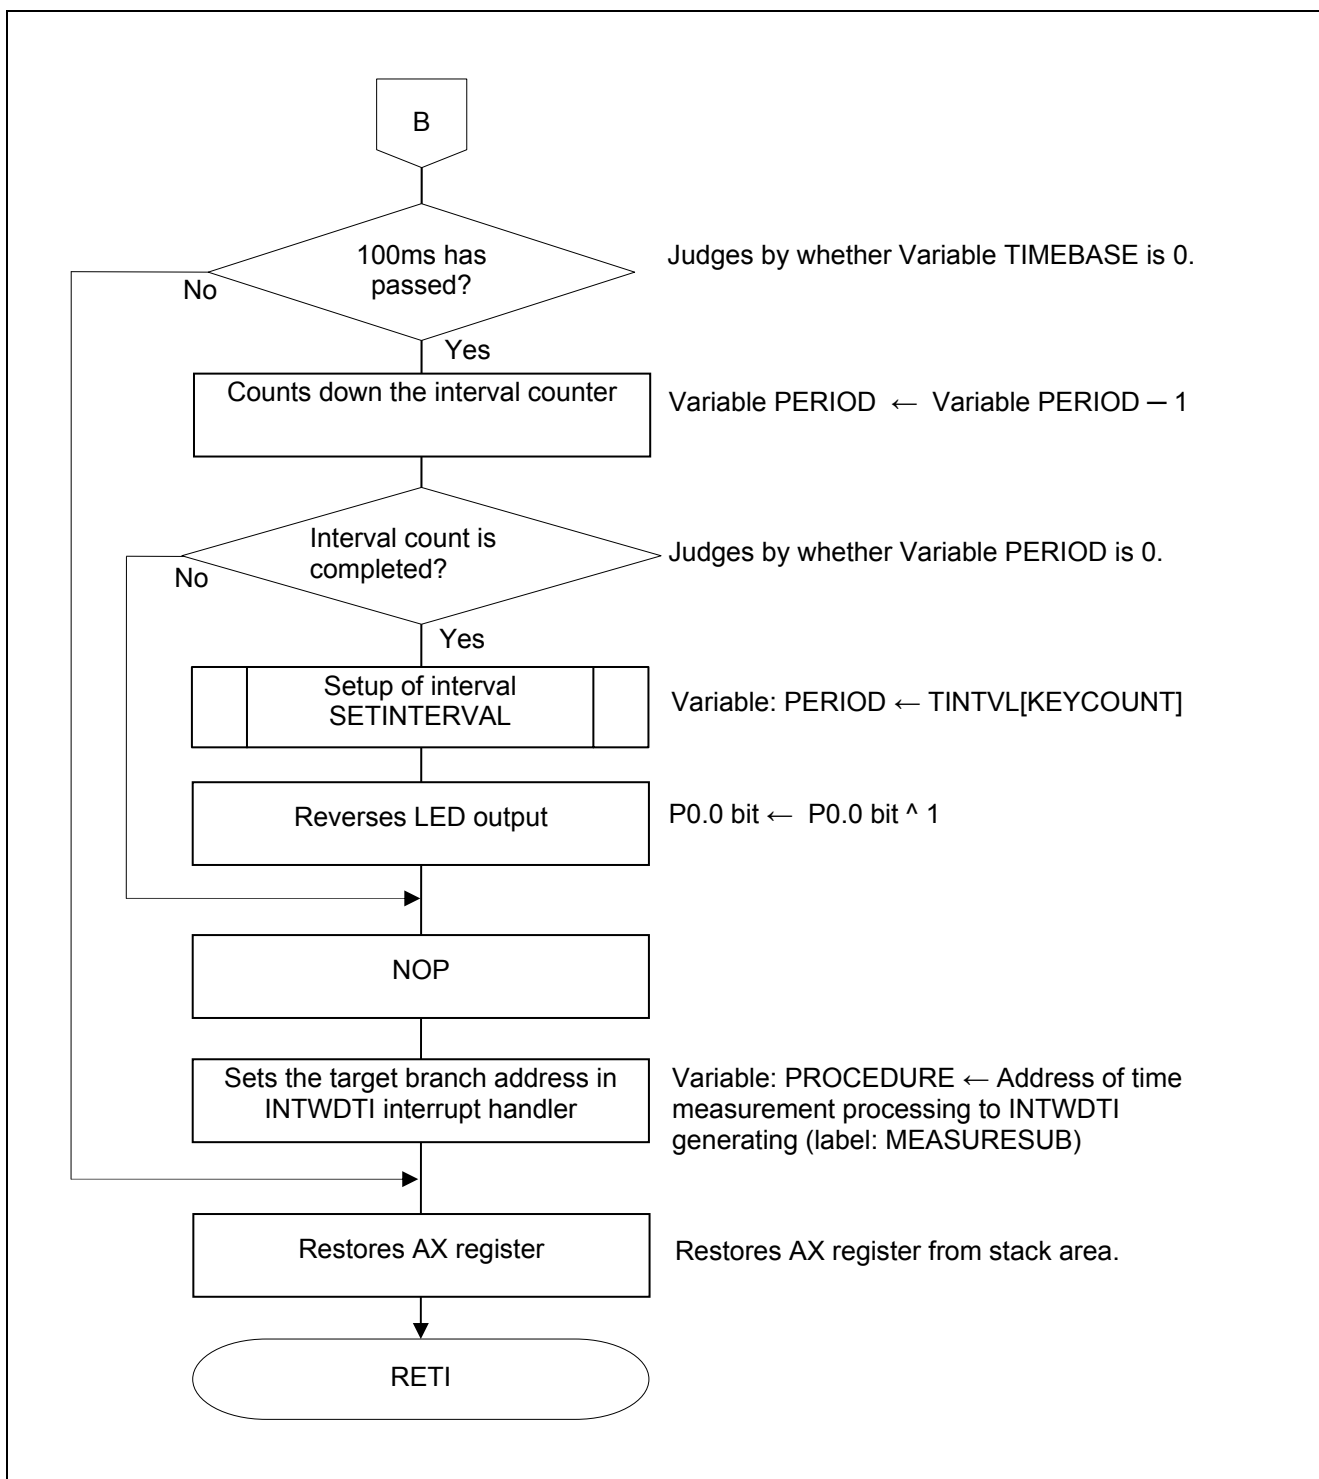 B
100ms has
passed?
Judges by whether Variable TIMEBASE is 0.
No
Yes
Counts down the interval counter
Variable PERIOD ← Variable PERIOD — 1
Interval count is
completed?
Judges by whether Variable PERIOD is 0.
No
Yes
Setup of interval
SETINTERVAL
Variable: PERIOD ← TINTVL[KEYCOUNT]
Reverses LED output
P0.0 bit ← P0.0 bit ^ 1
NOP
Sets the target branch address in
INTWDTI interrupt handler
Variable: PROCEDURE ← Address of time
measurement processing to INTWDTI
generating (label: MEASURESUB)
Restores AX register
Restores AX register from stack area.
RETI